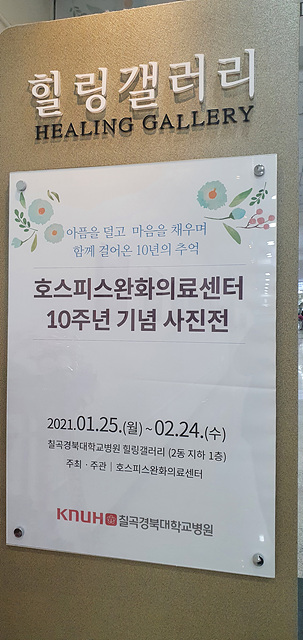 힐링갤러리
HEALING GALLERY
아픔을 덜고 마음을 채우며
함께 걸어온 10년의 추억
호스피스완화의료센터
10주년 기념 사진전
2021.01.25.(월) ~ 02.24.(수)
칠곡경북대학교병원 힐링갤러리 (2동 지하 1층)
주최 · 주관 | 호스피스완화의료센터
KNUH 칠곡경북대학교병원